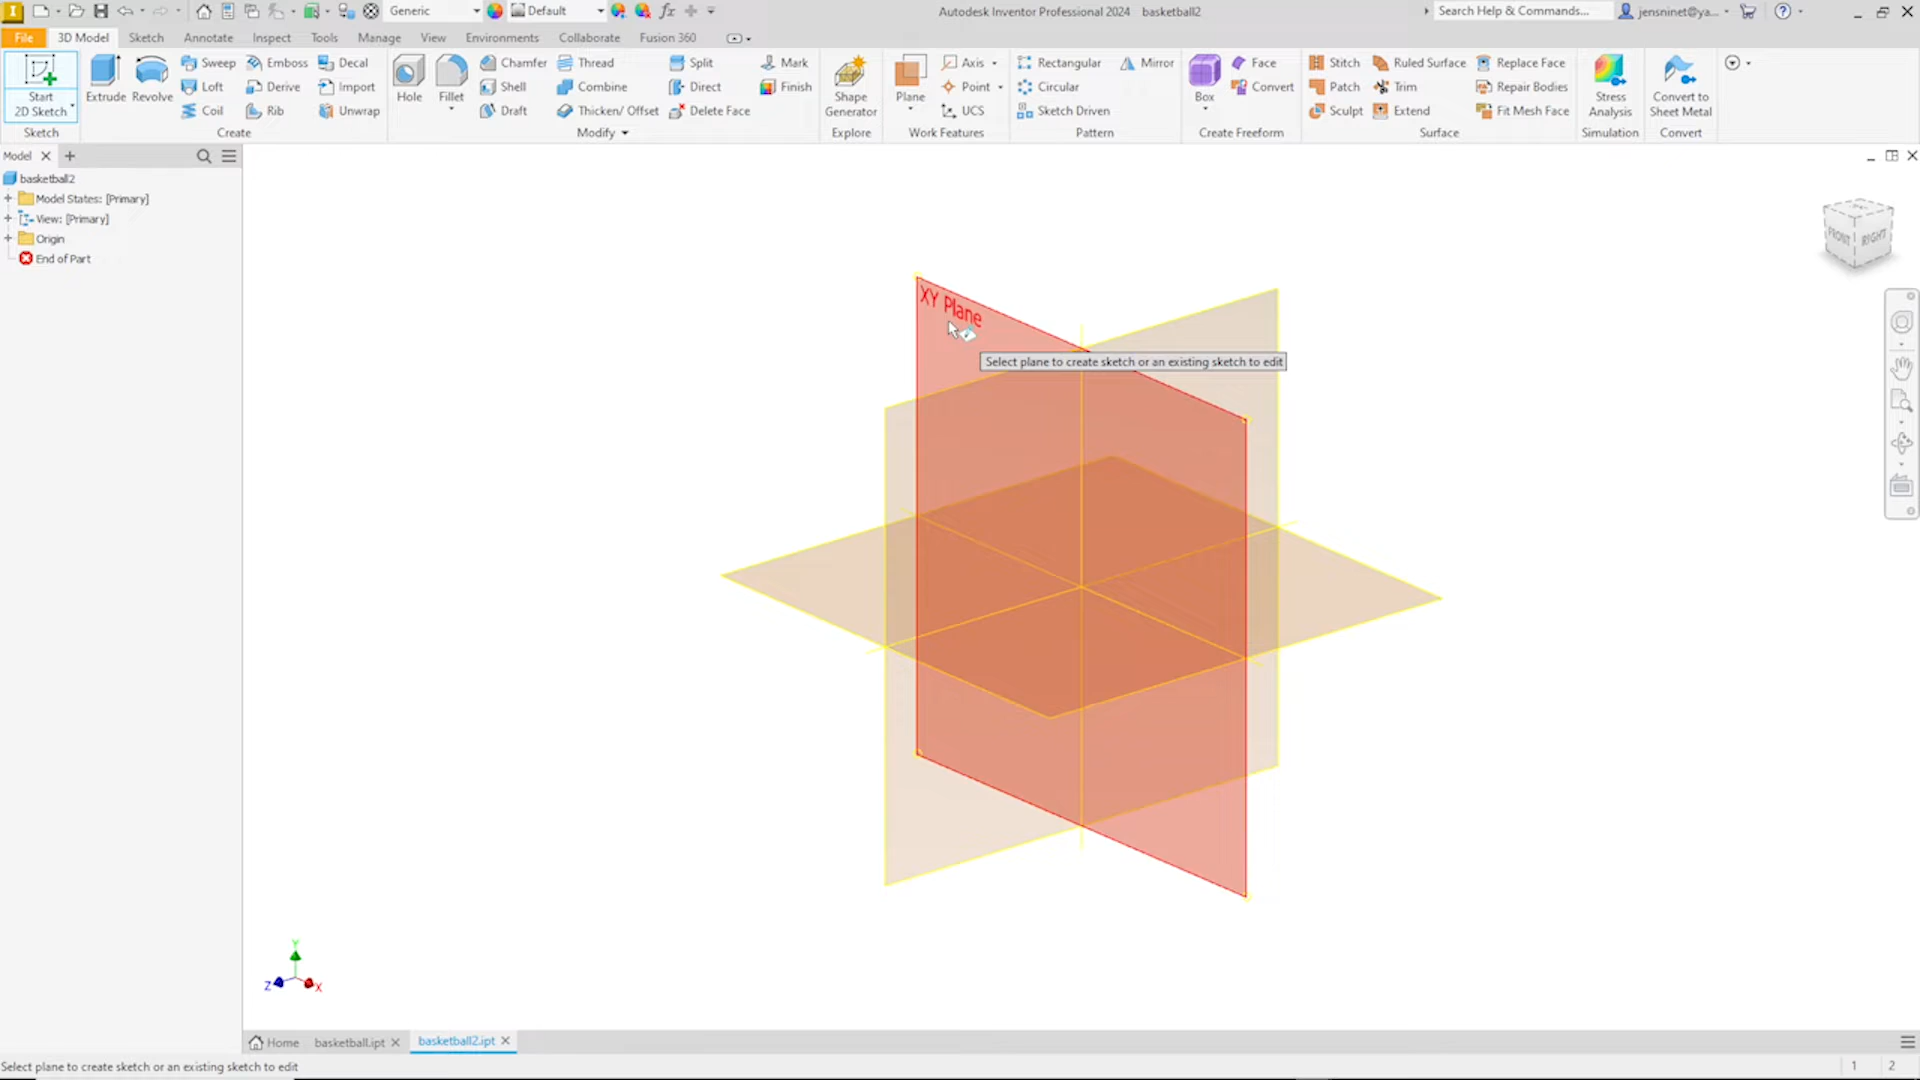 I Generic Default fx Autodesk Inventor Professional 2024 basketball2 Search Help & Commands... jensninet@ya... ?
File 3D Model Sketch Annotate Inspect Tools Manage View Environments Collaborate Fusion 360
Start
2D Sketch
Sketch
Extrude Revolve
Sweep Emboss Decal
Loft Derive Import
Coil Rib Unwrap
Create
Hole Fillet
Chamfer Thread Split Mark
Shell Combine Direct Finish
Draft Thicken/ Offset Delete Face
Modify
Shape
Generator
Explore
Plane
Axis
Point
UCS
Work Features
Rectangular Mirror
Circular
Sketch Driven
Pattern
Box
Face
Convert
Create Freeform
Stitch Ruled Surface Replace Face
Patch Trim Repair Bodies
Sculpt Extend Fit Mesh Face
Surface
Stress
Analysis
Simulation
Convert to
Sheet Metal
Convert
Model
basketball2
Model States: [Primary]
View: [Primary]
Origin
End of Part
XY Plane
Select plane to create sketch or an existing sketch to edit
FRONT RIGHT
Y
Z X
Home basketball.ipt basketball2.ipt
Select plane to create sketch or an existing sketch to edit 1 2